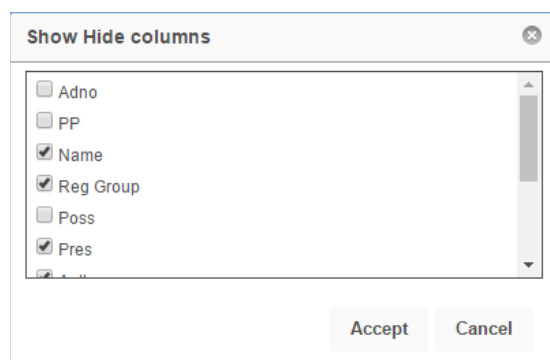 Show Hide columns
Adno
PP
Name
Reg Group
Poss
Pres
Accept Cancel